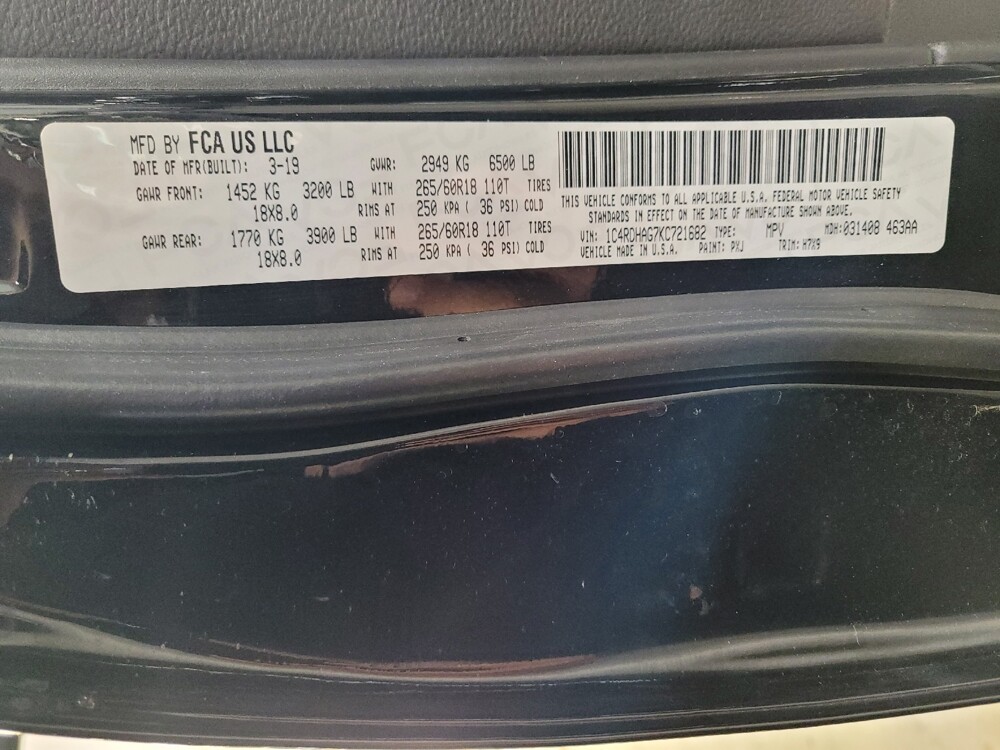 MFD BY FCA US LLC
DATE OF MFR(BUILT): 3-19 GVWR: 2949 KG 6500 LB
GAWR FRONT: 1452 KG 3200 LB WITH 265/60R18 110T TIRES
18X8.0 RIMS AT 250 KPA ( 36 PSI) COLD
GAWR REAR: 1770 KG 3900 LB WITH 265/60R18 110T TIRES
18X8.0 RIMS AT 250 KPA ( 36 PSI) COLD
THIS VEHICLE CONFORMS TO ALL APPLICABLE U.S.A. FEDERAL MOTOR VEHICLE SAFETY
STANDARDS IN EFFECT ON THE DATE OF MANUFACTURE SHOWN ABOVE.
VIN: 1C4RDHAG7KC721682 TYPE: MPV MDH:031408 463AA
VEHICLE MADE IN U.S.A. PAINT: PXJ TRIM: H7X9